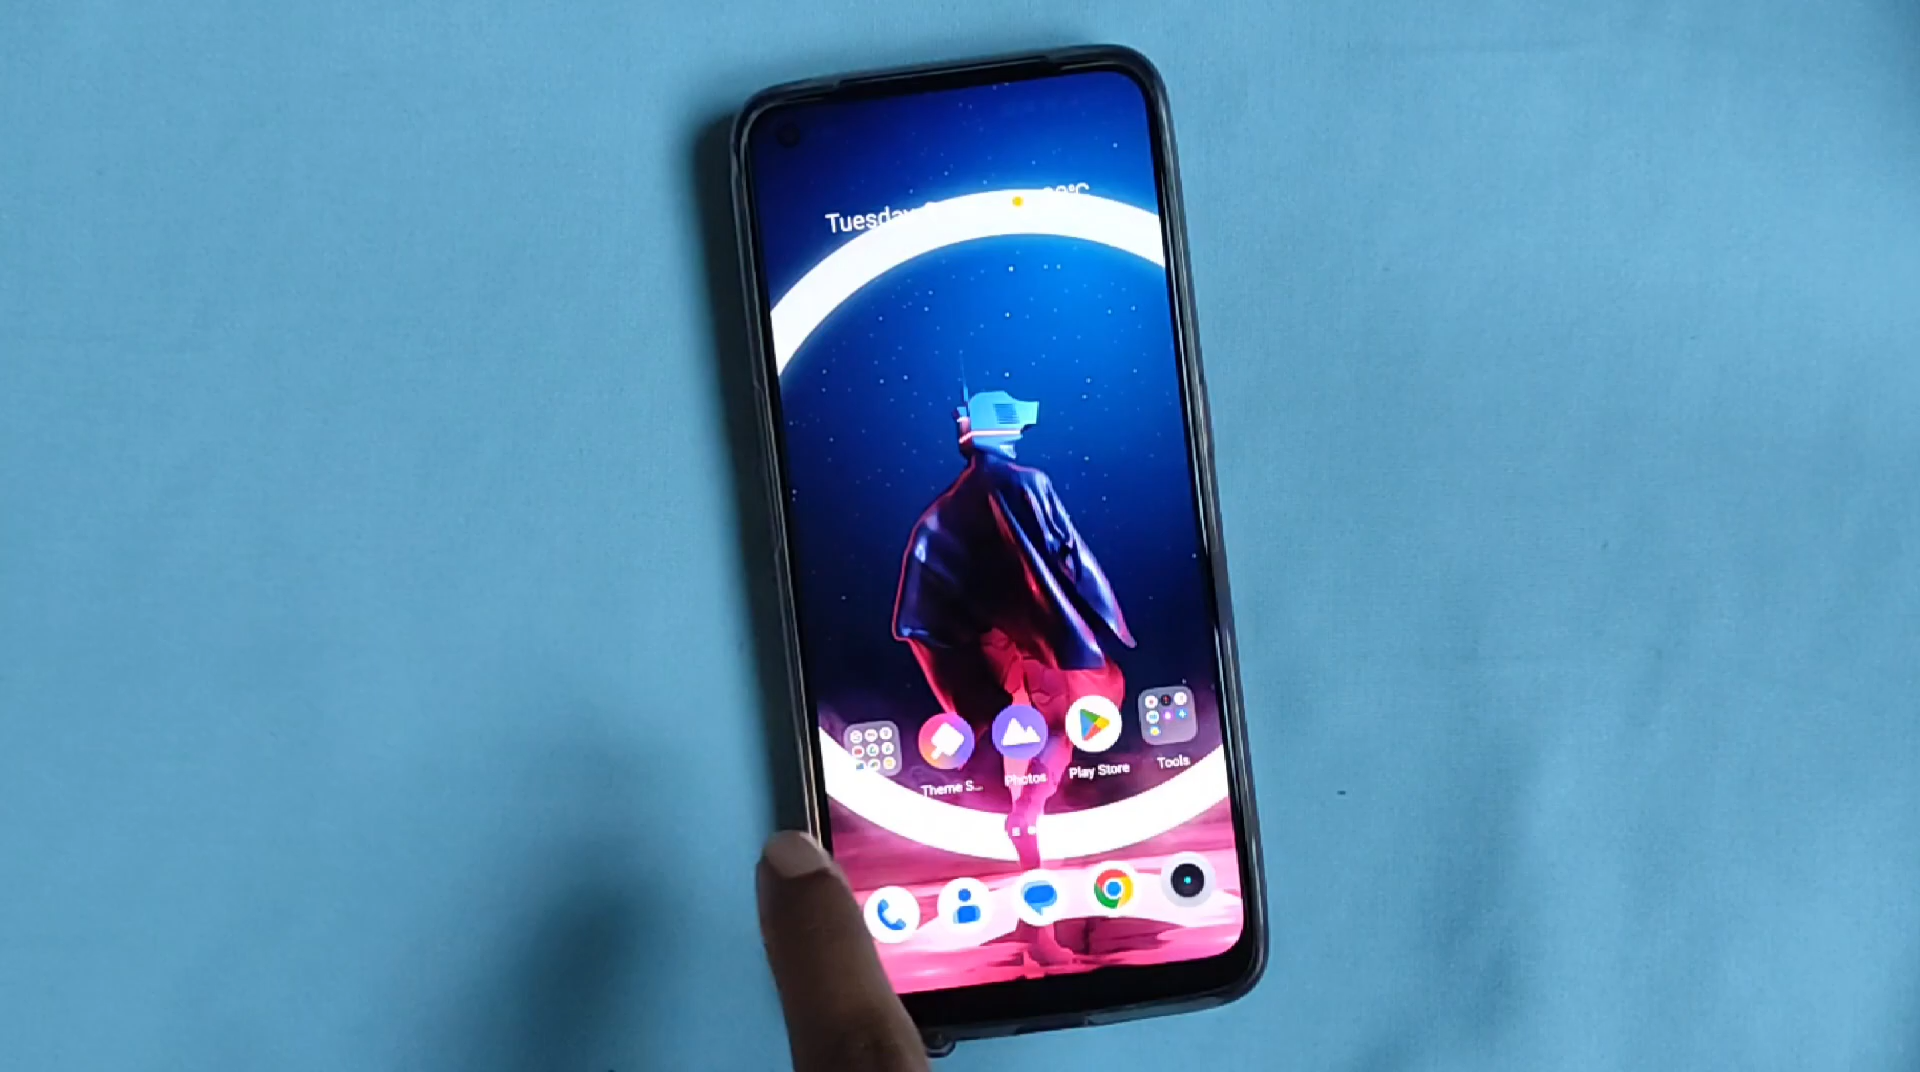 Tuesday
Theme S...
Photos
Play Store
Tools